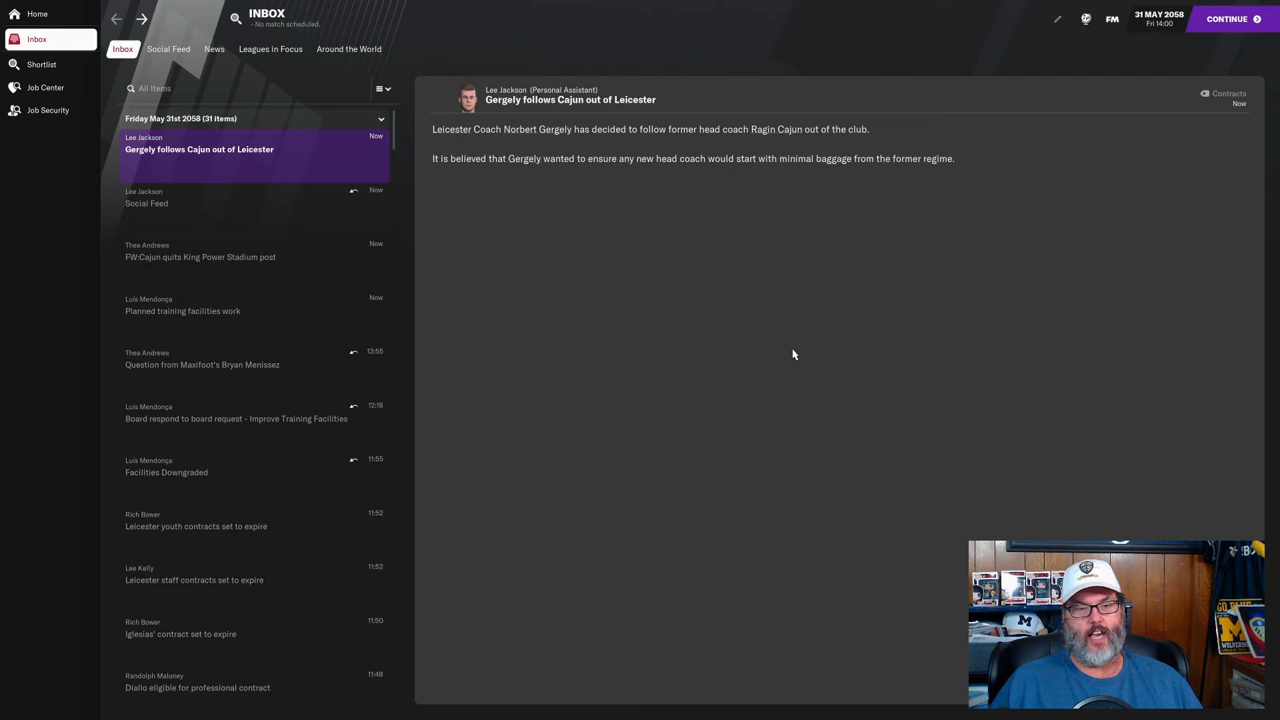 Home
Inbox
Shortlist
Job Center
Job Security
INBOX
- No match scheduled.
FM
31 MAY 2058
Fri 14:00
CONTINUE
Inbox
Social Feed
News
Leagues in Focus
Around the World
All Items
Friday May 31st 2058 (31 items)
Lee Jackson
Now
Gergely follows Cajun out of Leicester
Lee Jackson
Now
Social Feed
Thea Andrews
Now
FW:Cajun quits King Power Stadium post
Luís Mendonça
Now
Planned training facilities work
Thea Andrews
13:55
Question from Maxifoot's Bryan Menissez
Luís Mendonça
12:18
Board respond to board request - Improve Training Facilities
Luís Mendonça
11:55
Facilities Downgraded
Rich Bower
11:52
Leicester youth contracts set to expire
Lee Kelly
11:52
Leicester staff contracts set to expire
Rich Bower
11:50
Iglesias' contract set to expire
Randolph Maloney
11:48
Diallo eligible for professional contract
Lee Jackson (Personal Assistant)
Gergely follows Cajun out of Leicester
Contracts
Now
Leicester Coach Norbert Gergely has decided to follow former head coach Ragin Cajun out of the club.
It is believed that Gergely wanted to ensure any new head coach would start with minimal baggage from the former regime.
M
GO BLUE
M